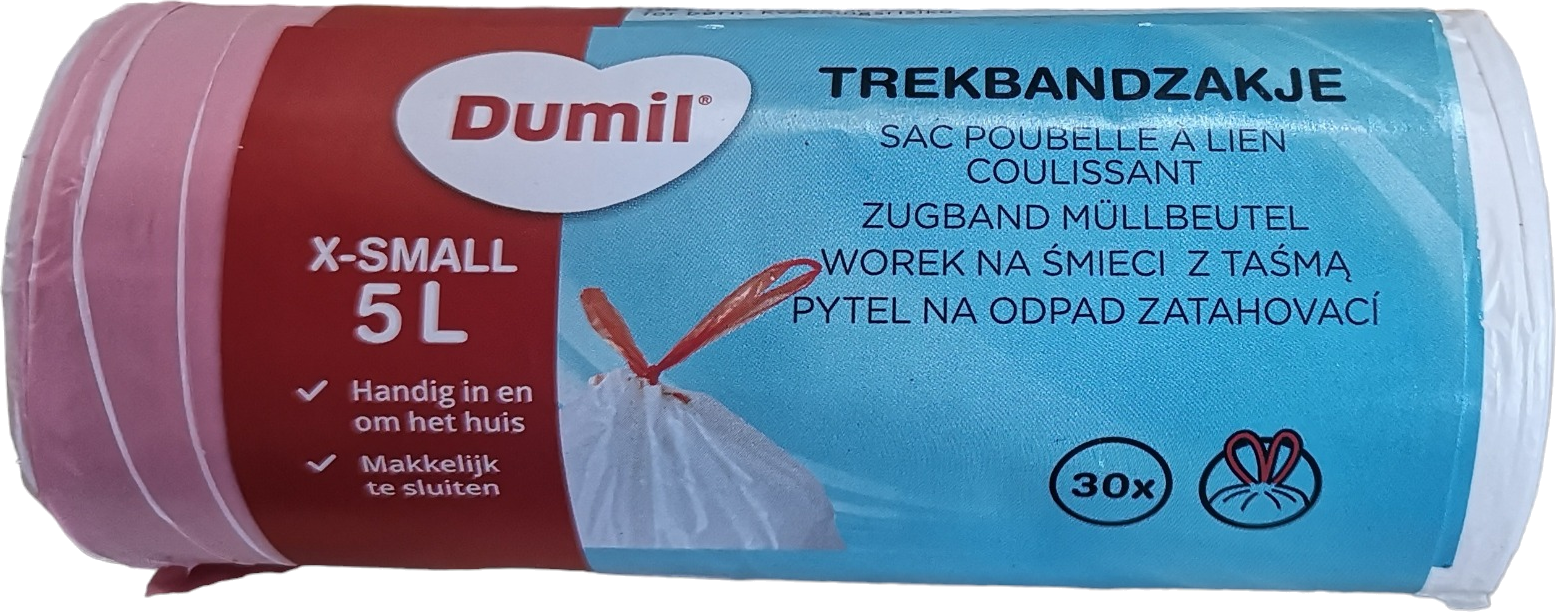 Dumil®
X-SMALL
5 L
Handig in en
om het huis
Makkelijk
te sluiten
TREKBANDZAKJE
SAC POUBELLE A LIEN
COULISSANT
ZUGBAND MÜLLBEUTEL
WOREK NA ŚMIECI Z TAŚMĄ
PYTEL NA ODPAD ZATAHOVACÍ
30x